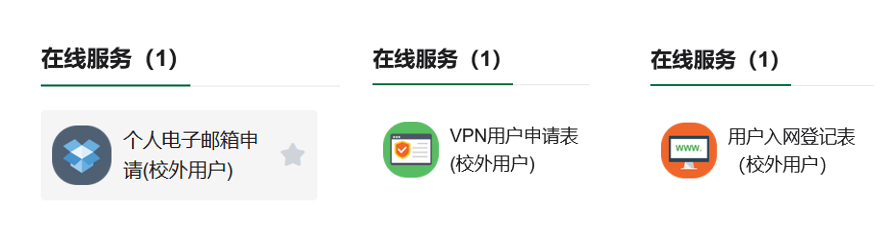 在线服务（1）
个人电子邮箱申
请(校外用户)
在线服务（1）
VPN用户申请表
(校外用户)
在线服务（1）
WWW.
用户入网登记表
（校外用户）